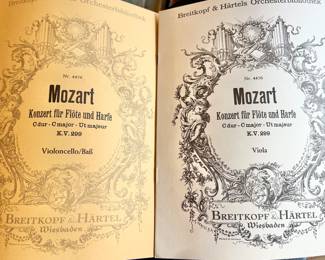 Breitkopf & Härtels Orchesterbibliothek
Nr. 4476
Mozart
Konzert für Flöte und Harfe
C dur - C major - Ut majeur
K. V. 299
Violoncello/Baß
BREITKOPF & HÄRTEL
Wiesbaden
Breitkopf & Härtels Orchesterbibliothek
Nr. 4476
Mozart
Konzert für Flöte und Harfe
C dur - C major - Ut majeur
K. V. 299
Viola
BREITKOPF & HÄRTEL
Wiesbaden